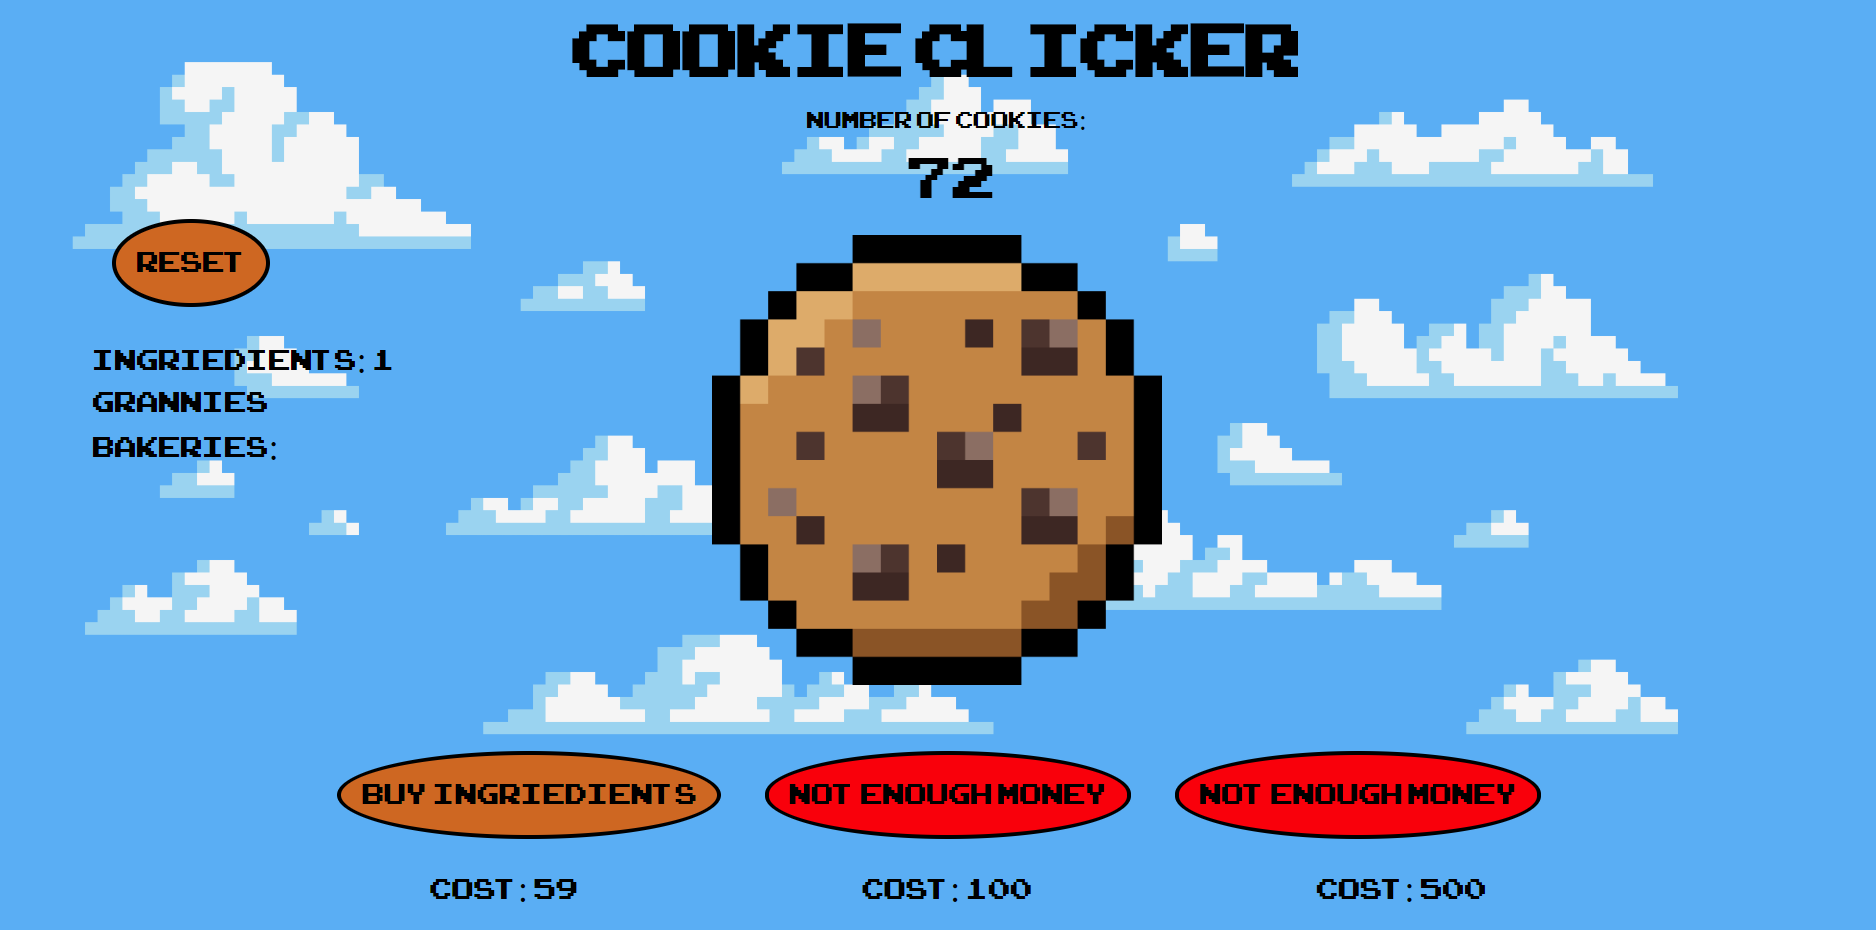 COOKIE CLICKER
NUMBER OF COOKIES:
72
RESET
INGRIEDIENTS: 1
GRANNIES
BAKERIES:
BUY INGRIEDIENTS
NOT ENOUGH MONEY
NOT ENOUGH MONEY
COST: 59
COST: 100
COST: 500